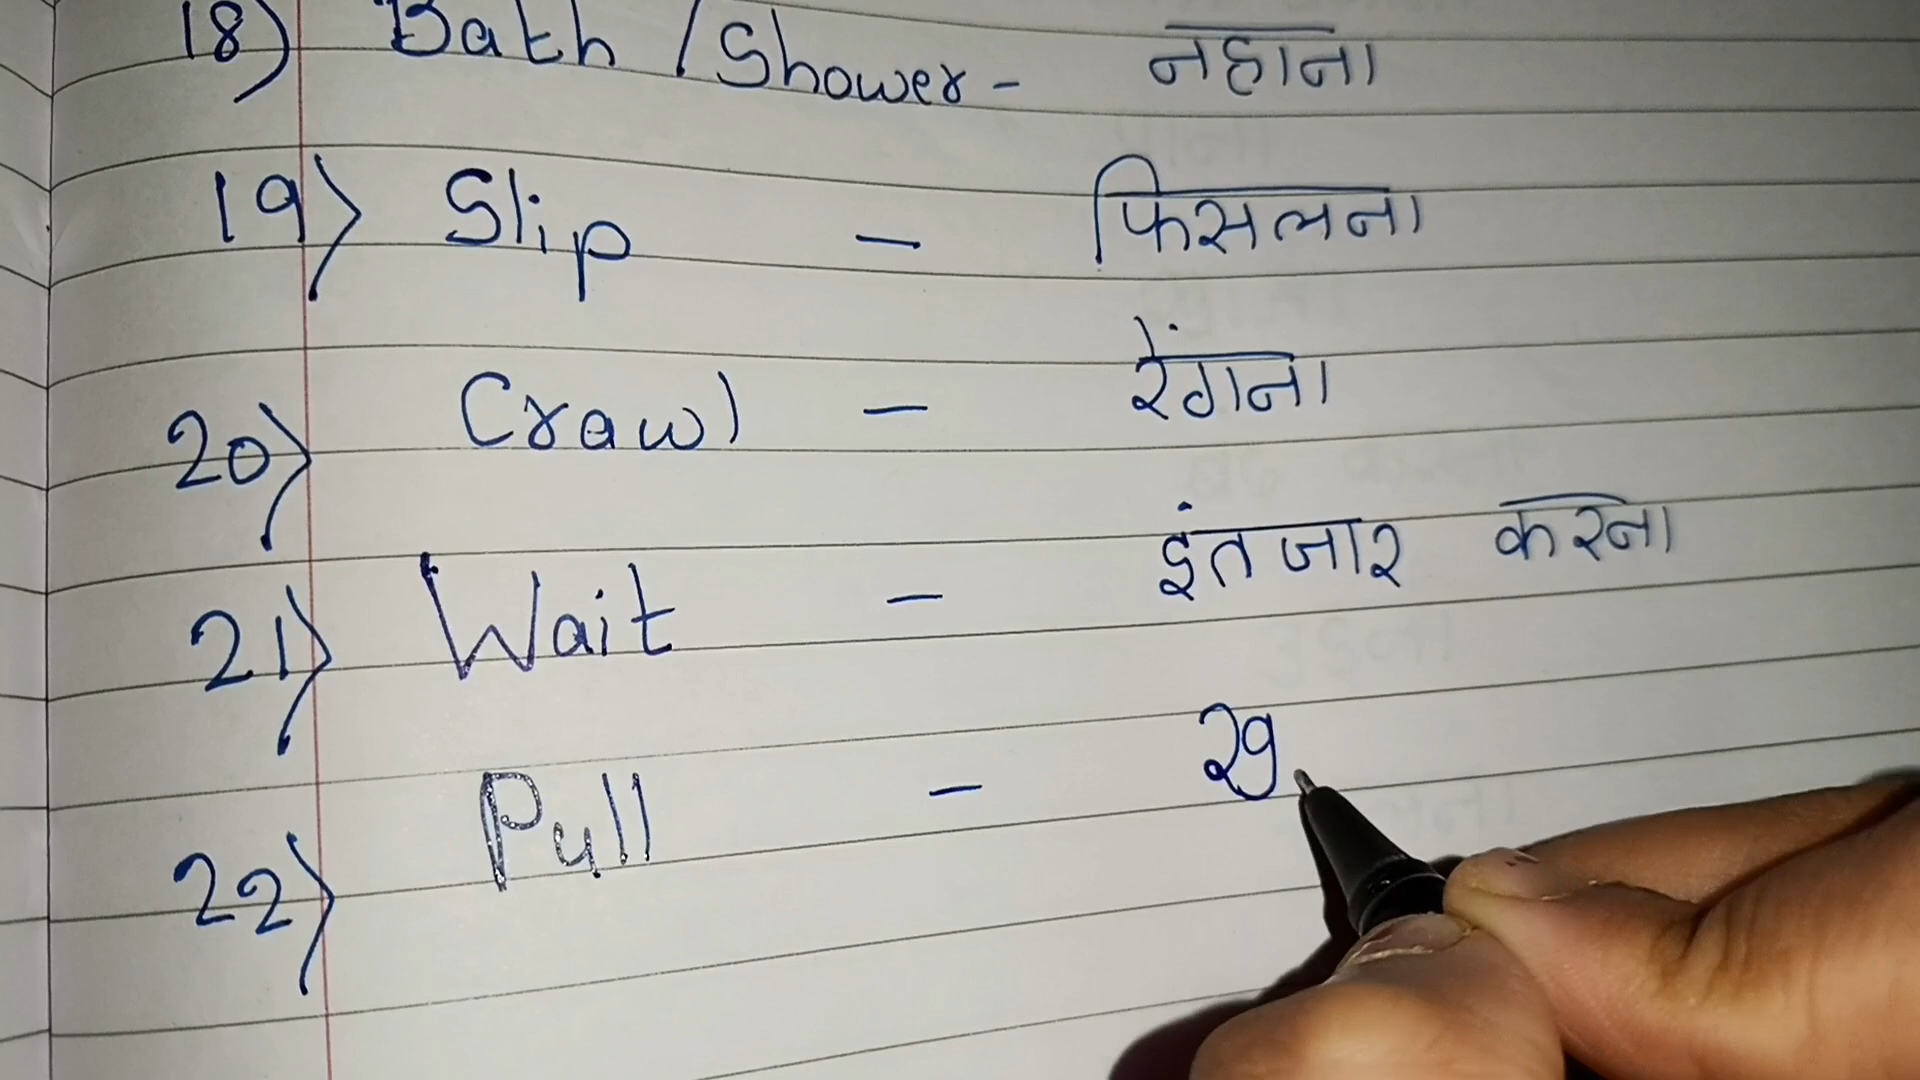 18) Bath / Shower - नहाना
19) Slip - फिसलना
20) Crawl - रेंगना
21) Wait - इंतजार करना
22) Pull -